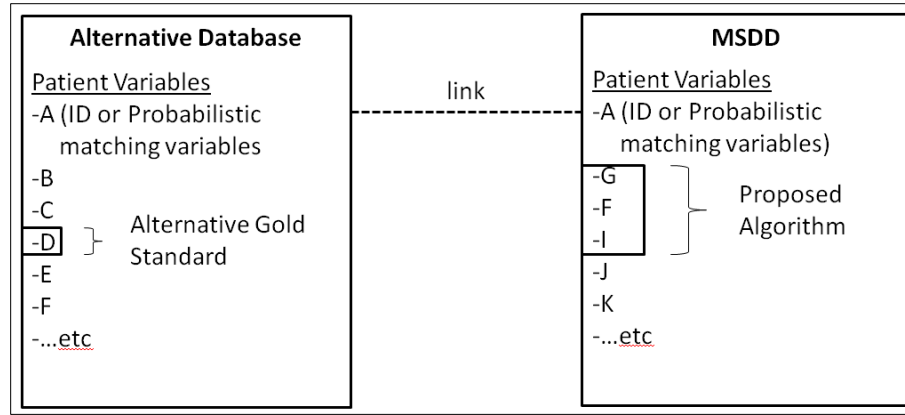 Alternative Database
Patient Variables
-A (ID or Probabilistic
matching variables
-B
-C
-D
Alternative Gold
Standard
-E
-F
-...etc
link
MSDD
Patient Variables
-A (ID or Probabilistic
matching variables)
-G
-F
-I
Proposed
Algorithm
-J
-K
-...etc